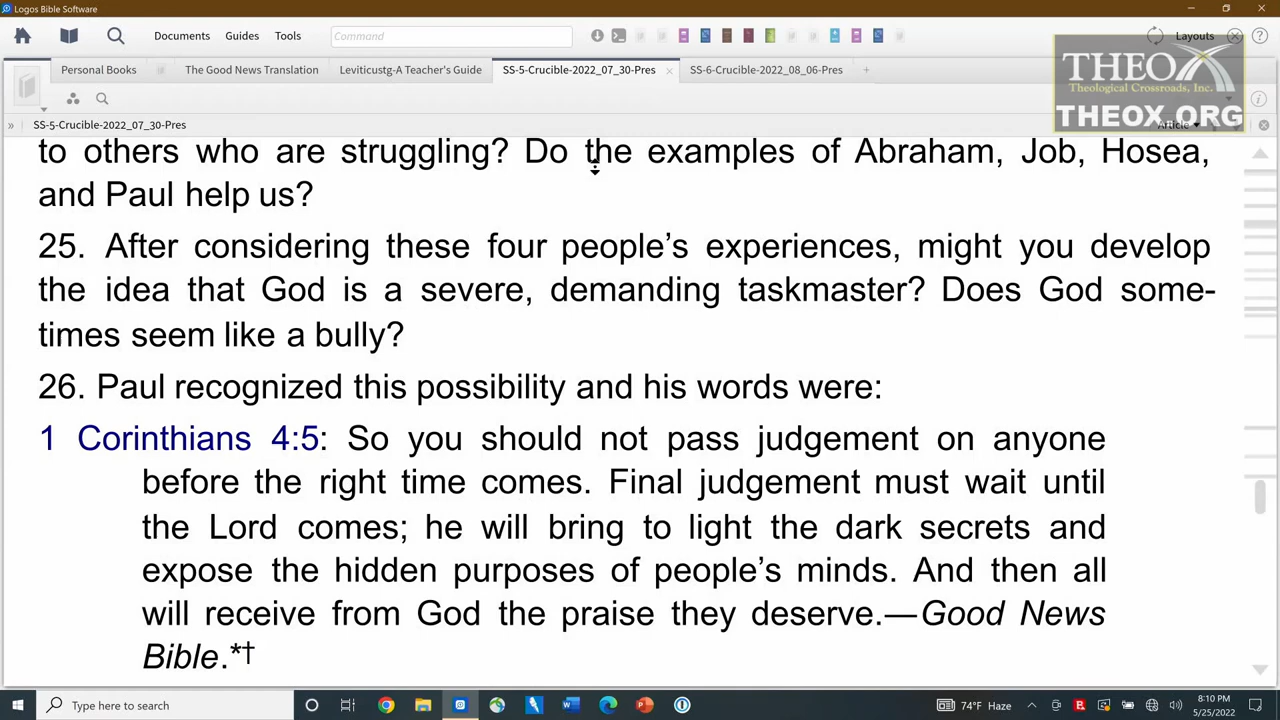 Logos Bible Software
Documents Guides Tools Command Layouts
THEOX
Theological Crossroads, Inc.
THEOX.ORG
Personal Books The Good News Translation Leviticustg A Teacher's Guide SS-5-Crucible-2022_07_30-Pres SS-6-Crucible-2022_08_06-Pres
SS-5-Crucible-2022_07_30-Pres Article
to others who are struggling? Do the examples of Abraham, Job, Hosea,
and Paul help us?
25. After considering these four people's experiences, might you develop
the idea that God is a severe, demanding taskmaster? Does God some-
times seem like a bully?
26. Paul recognized this possibility and his words were:
1 Corinthians 4:5: So you should not pass judgement on anyone
before the right time comes. Final judgement must wait until
the Lord comes; he will bring to light the dark secrets and
expose the hidden purposes of people's minds. And then all
will receive from God the praise they deserve.—Good News
Bible.*†
Type here to search
74°F Haze
8:10 PM
5/25/2022